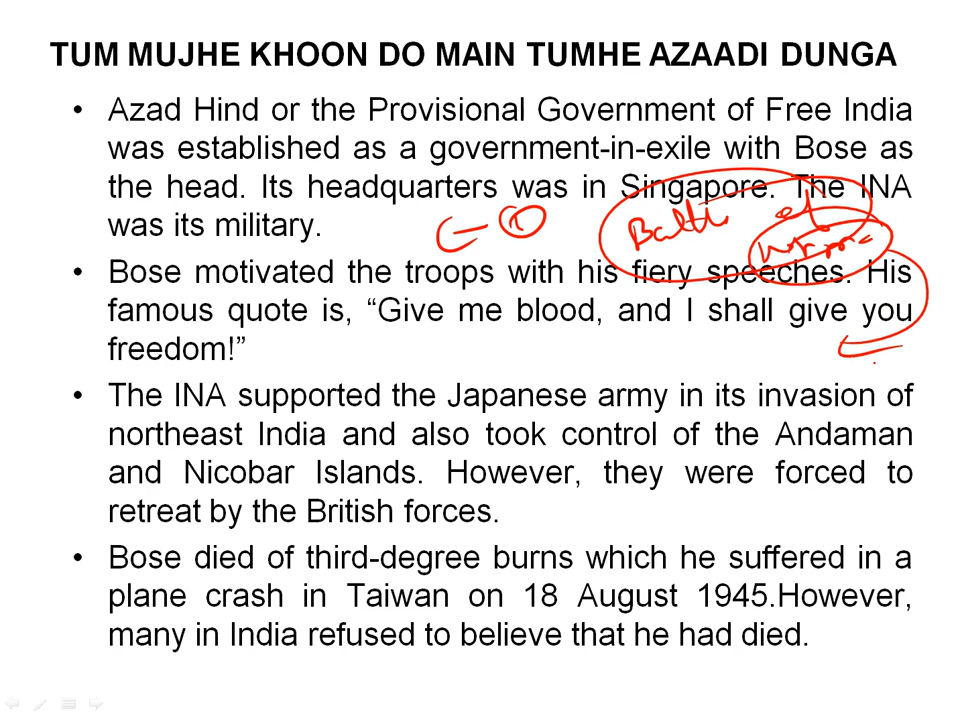 TUM MUJHE KHOON DO MAIN TUMHE AZAADI DUNGA
• Azad Hind or the Provisional Government of Free India
was established as a government-in-exile with Bose as
the head. Its headquarters was in Singapore. The INA
was its military.
Battle of
• Bose motivated the troops with his fiery speeches. His
famous quote is, “Give me blood, and I shall give you
freedom!”
• The INA supported the Japanese army in its invasion of
northeast India and also took control of the Andaman
and Nicobar Islands. However, they were forced to
retreat by the British forces.
• Bose died of third-degree burns which he suffered in a
plane crash in Taiwan on 18 August 1945.However,
many in India refused to believe that he had died.